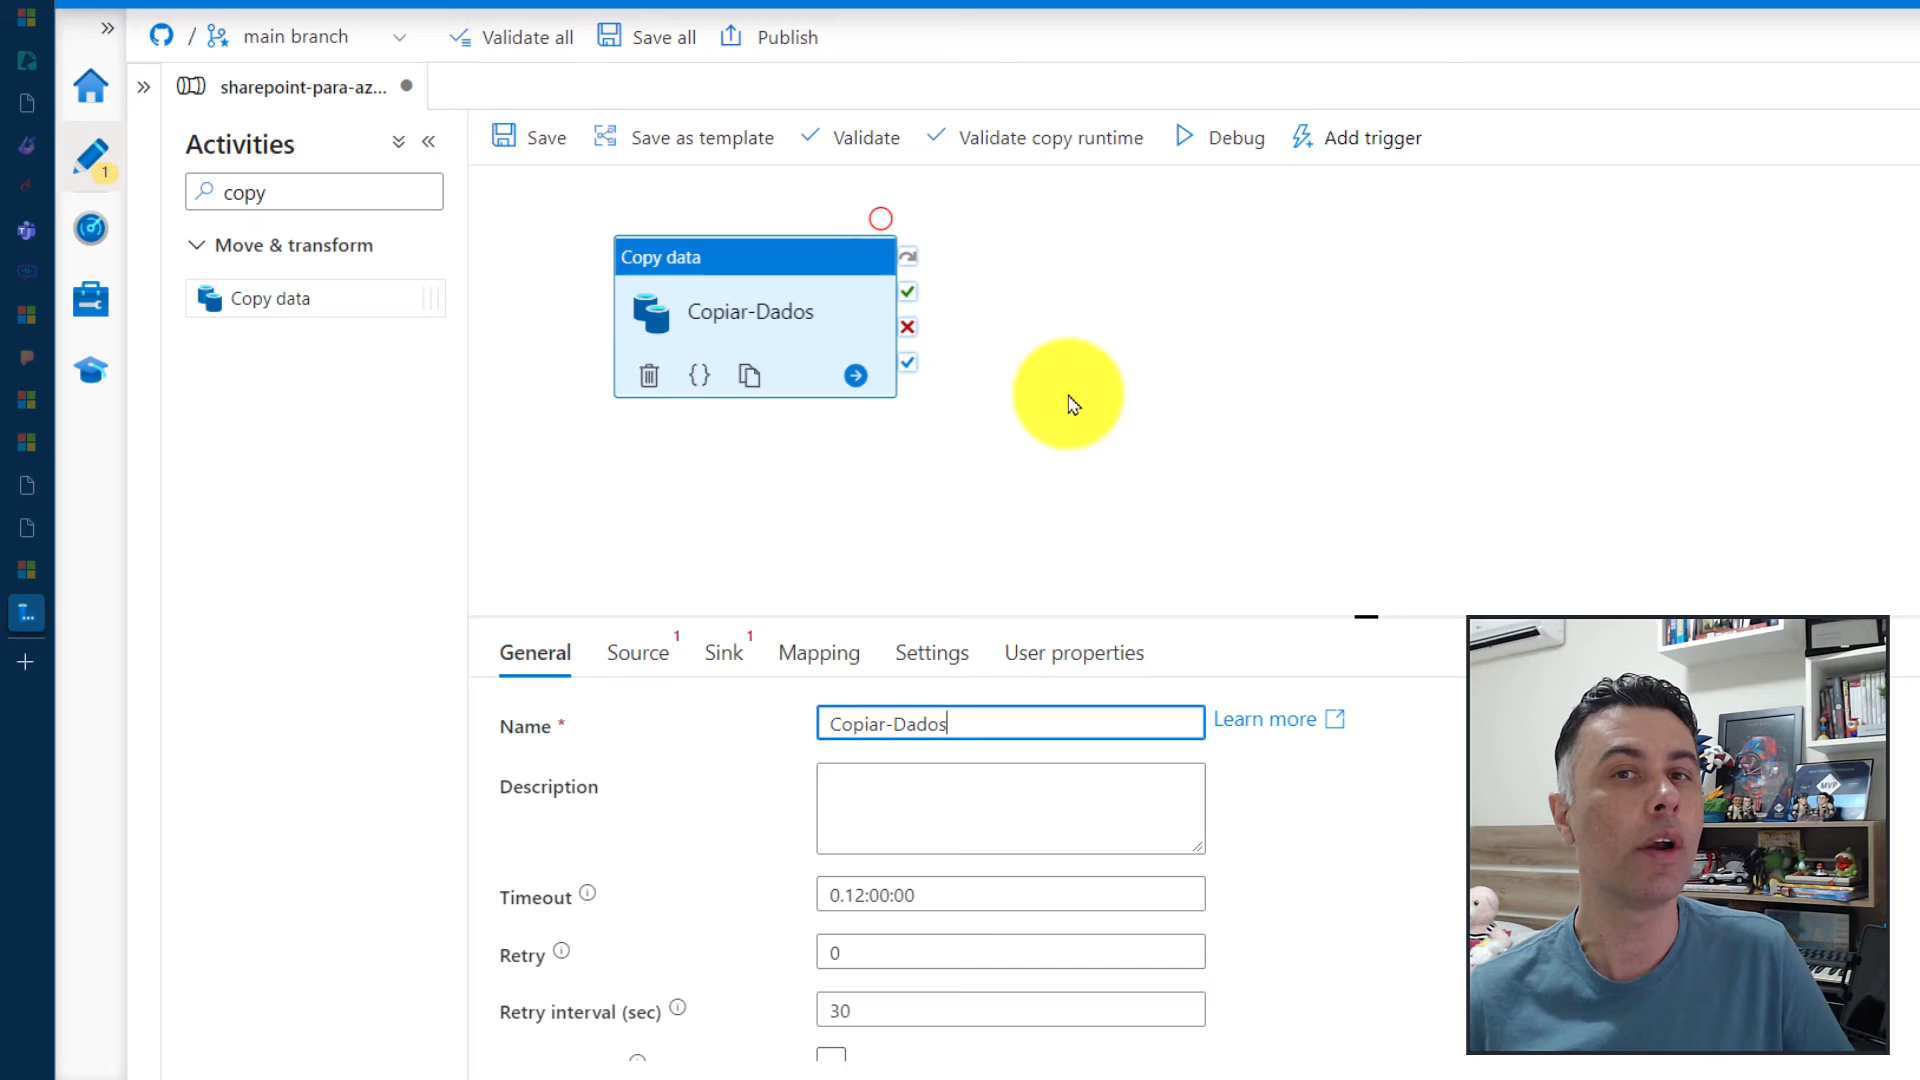 / main branch
Validate all
Save all
Publish
sharepoint-para-az...
Activities
copy
Move & transform
Copy data
1
Save
Save as template
Validate
Validate copy runtime
Debug
Add trigger
Copy data
Copiar-Dados
{}
General
Source 1
Sink 1
Mapping
Settings
User properties
Name *
Copiar-Dados
Learn more
Description
Timeout
0.12:00:00
Retry
0
Retry interval (sec)
30
MVP